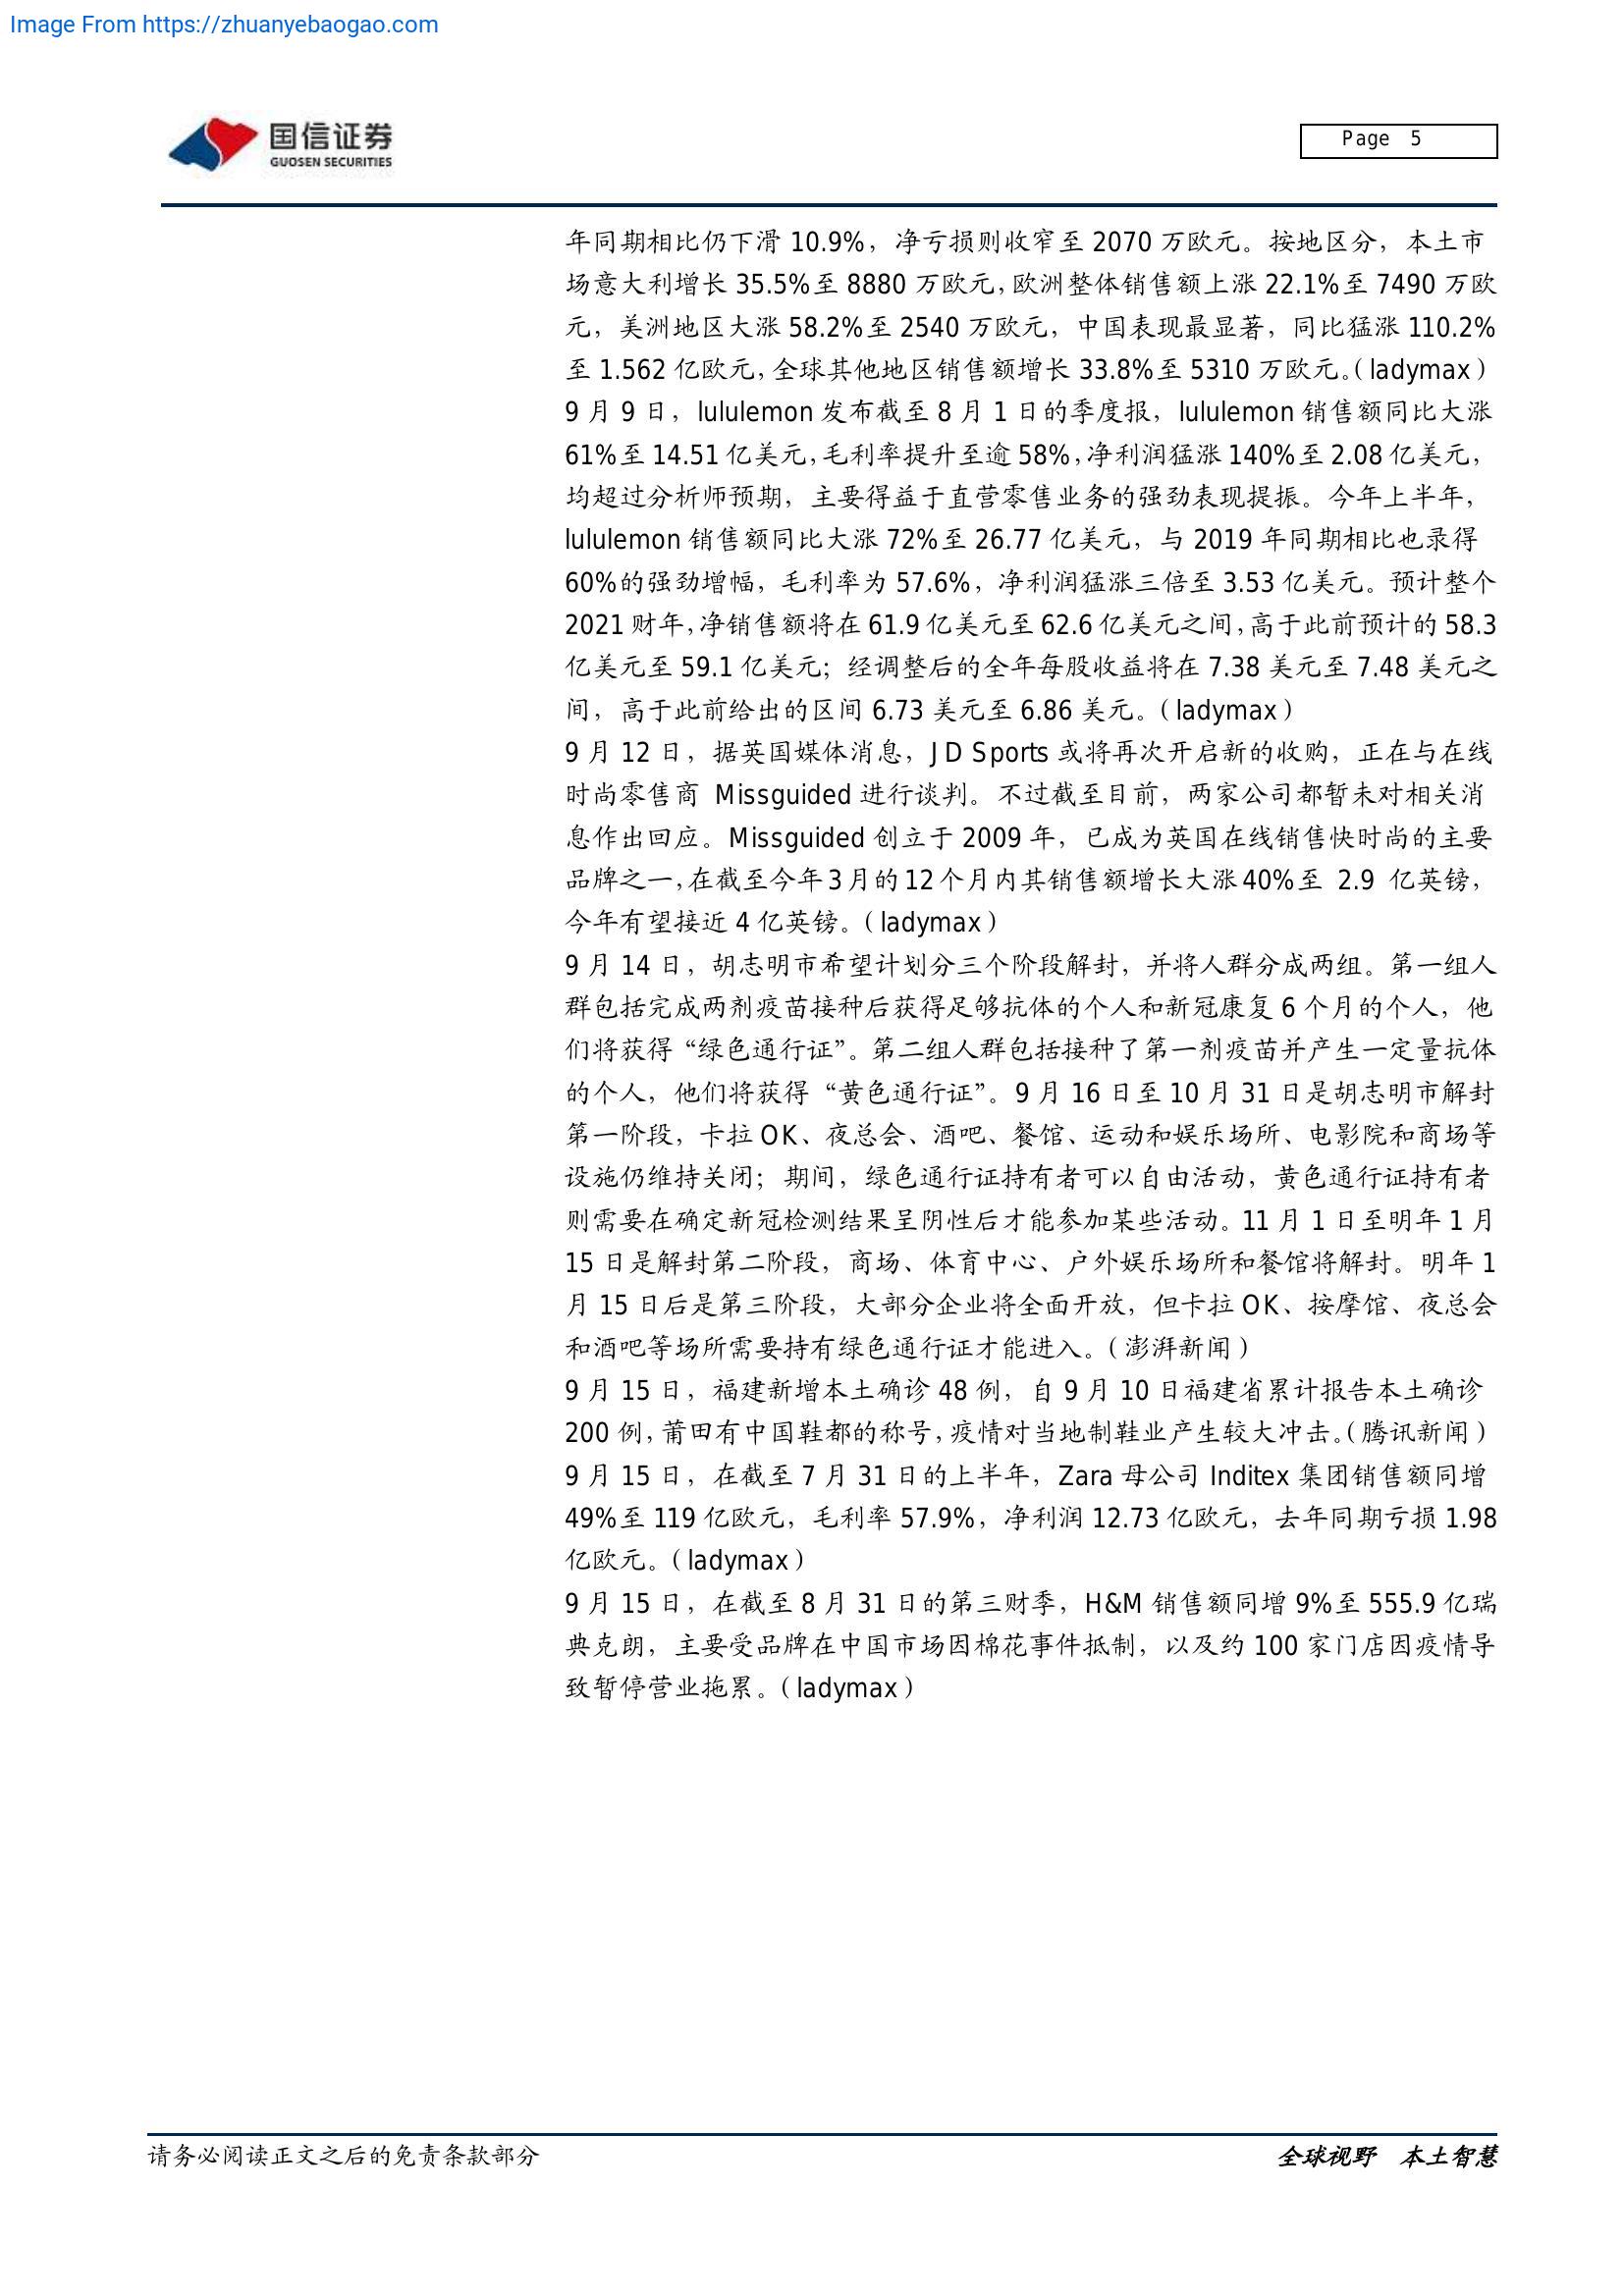 Image From https://zhuanyebaogao.com
国信证券
GUOSEN SECURITIES
Page 5
年同期相比仍下滑 10.9%，净亏损则收窄至 2070 万欧元。按地区分，本土市
场意大利增长 35.5%至 8880 万欧元，欧洲整体销售额上涨 22.1%至 7490 万欧
元，美洲地区大涨 58.2%至 2540 万欧元，中国表现最显著，同比猛涨 110.2%
至 1.562 亿欧元，全球其他地区销售额增长 33.8%至 5310 万欧元。（ladymax）
9 月 9 日，lululemon 发布截至 8 月 1 日的季度报，lululemon 销售额同比大涨
61%至 14.51 亿美元，毛利率提升至逾 58%，净利润猛涨 140%至 2.08 亿美元，
均超过分析师预期，主要得益于直营零售业务的强劲表现提振。今年上半年，
lululemon 销售额同比大涨 72%至 26.77 亿美元，与 2019 年同期相比也录得
60%的强劲增幅，毛利率为 57.6%，净利润猛涨三倍至 3.53 亿美元。预计整个
2021 财年，净销售额将在 61.9 亿美元至 62.6 亿美元之间，高于此前预计的 58.3
亿美元至 59.1 亿美元；经调整后的全年每股收益将在 7.38 美元至 7.48 美元之
间，高于此前给出的区间 6.73 美元至 6.86 美元。（ladymax）
9 月 12 日，据英国媒体消息，JD Sports 或将再次开启新的收购，正在与在线
时尚零售商 Missguided 进行谈判。不过截至目前，两家公司都暂未对相关消
息作出回应。Missguided 创立于 2009 年，已成为英国在线销售快时尚的主要
品牌之一，在截至今年 3 月的 12 个月内其销售额增长大涨 40%至 2.9 亿英镑，
今年有望接近 4 亿英镑。（ladymax）
9 月 14 日，胡志明市希望计划分三个阶段解封，并将人群分成两组。第一组人
群包括完成两剂疫苗接种后获得足够抗体的个人和新冠康复 6 个月的个人，他
们将获得“绿色通行证”。第二组人群包括接种了第一剂疫苗并产生一定量抗体
的个人，他们将获得“黄色通行证”。9 月 16 日至 10 月 31 日是胡志明市解封
第一阶段，卡拉 OK、夜总会、酒吧、餐馆、运动和娱乐场所、电影院和商场等
设施仍维持关闭；期间，绿色通行证持有者可以自由活动，黄色通行证持有者
则需要在确定新冠检测结果呈阴性后才能参加某些活动。11 月 1 日至明年 1 月
15 日是解封第二阶段，商场、体育中心、户外娱乐场所和餐馆将解封。明年 1
月 15 日后是第三阶段，大部分企业将全面开放，但卡拉 OK、按摩馆、夜总会
和酒吧等场所需要持有绿色通行证才能进入。（澎湃新闻）
9 月 15 日，福建新增本土确诊 48 例，自 9 月 10 日福建省累计报告本土确诊
200 例，莆田有中国鞋都的称号，疫情对当地制鞋业产生较大冲击。（腾讯新闻）
9 月 15 日，在截至 7 月 31 日的上半年，Zara 母公司 Inditex 集团销售额同增
49%至 119 亿欧元，毛利率 57.9%，净利润 12.73 亿欧元，去年同期亏损 1.98
亿欧元。（ladymax）
9 月 15 日，在截至 8 月 31 日的第三财季，H&M 销售额同增 9%至 555.9 亿瑞
典克朗，主要受品牌在中国市场因棉花事件抵制，以及约 100 家门店因疫情导
致暂停营业拖累。（ladymax）
请务必阅读正文之后的免责条款部分
全球视野 本土智慧